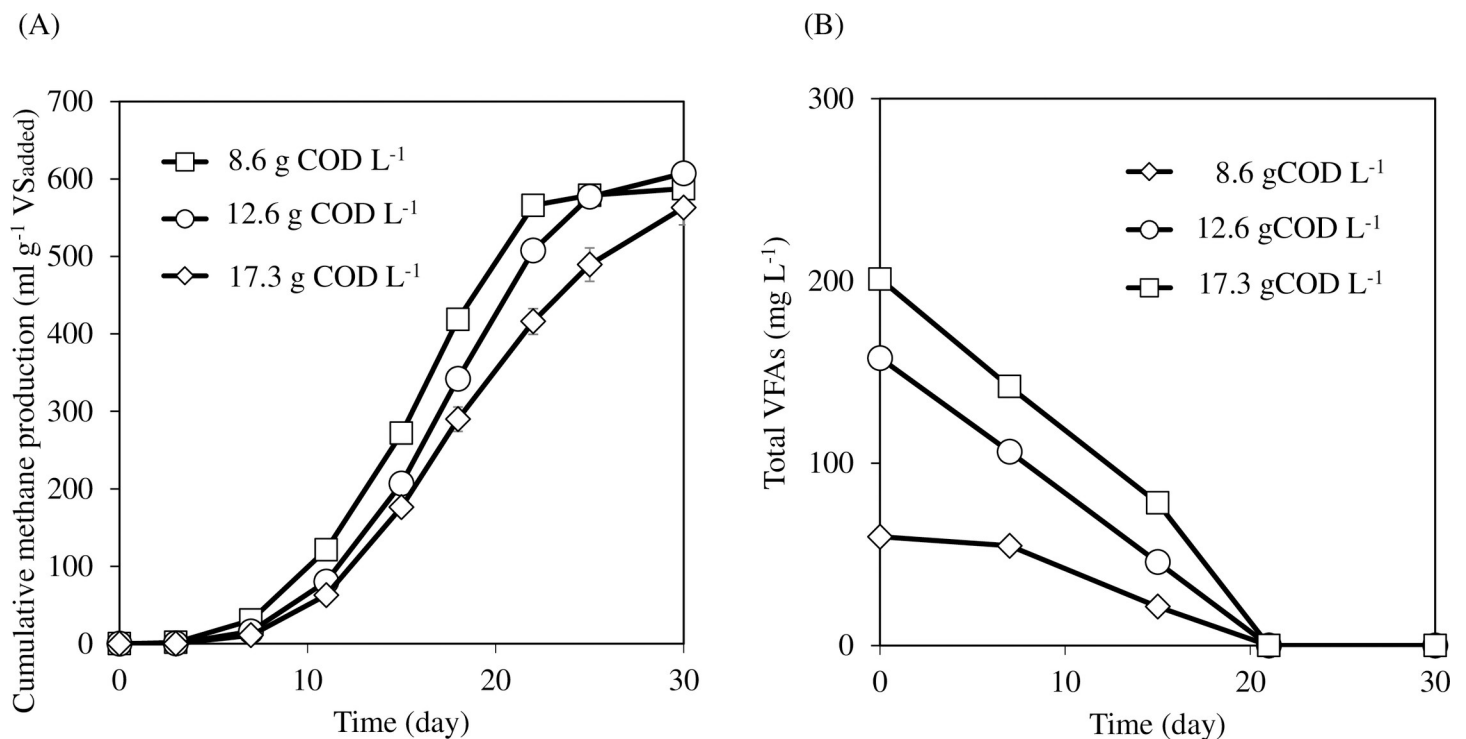 (A)
Cumulative methane production (ml g-1 VSadded)
700
600
500
400
300
200
100
0
8.6 g COD L-1
12.6 g COD L-1
17.3 g COD L-1
0
10
20
30
Time (day)
(B)
Total VFAs (mg L-1)
300
200
100
0
8.6 gCOD L-1
12.6 gCOD L-1
17.3 gCOD L-1
0
10
20
30
Time (day)